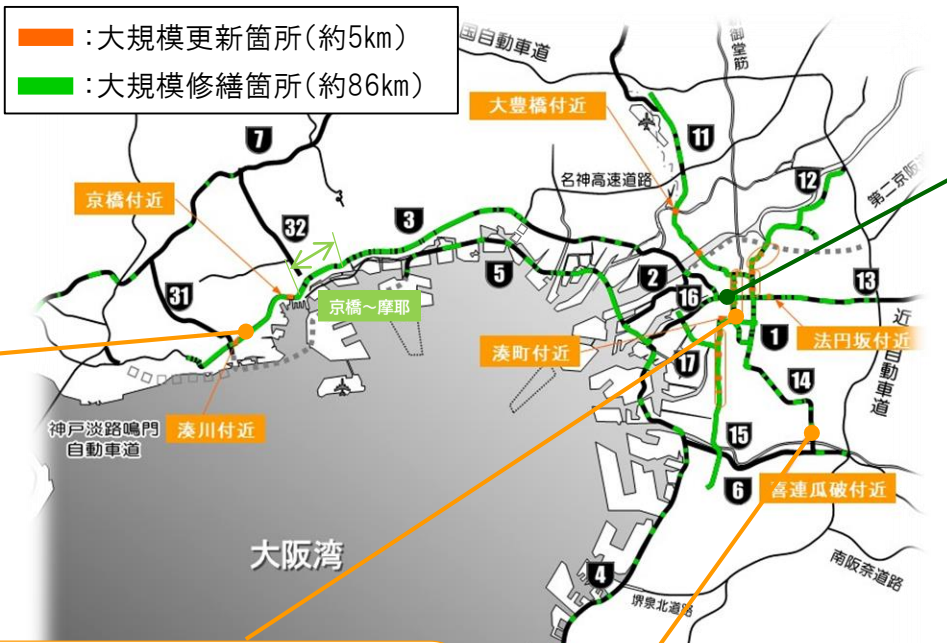 :大規模更新箇所(約5km)
:大規模修繕箇所(約86km)
国自動車道
新御堂筋
大豊橋付近
7
11
名神高速道路
12
第二京阪道
京橋付近
32
3
5
2
13
16
31
京橋~摩耶
1
法円坂付近
湊町付近
17
近
自動車道
14
神戸淡路鳴門
自動車道
湊川付近
15
6
喜連瓜破付近
大阪湾
南阪奈道路
4
堺泉北道路